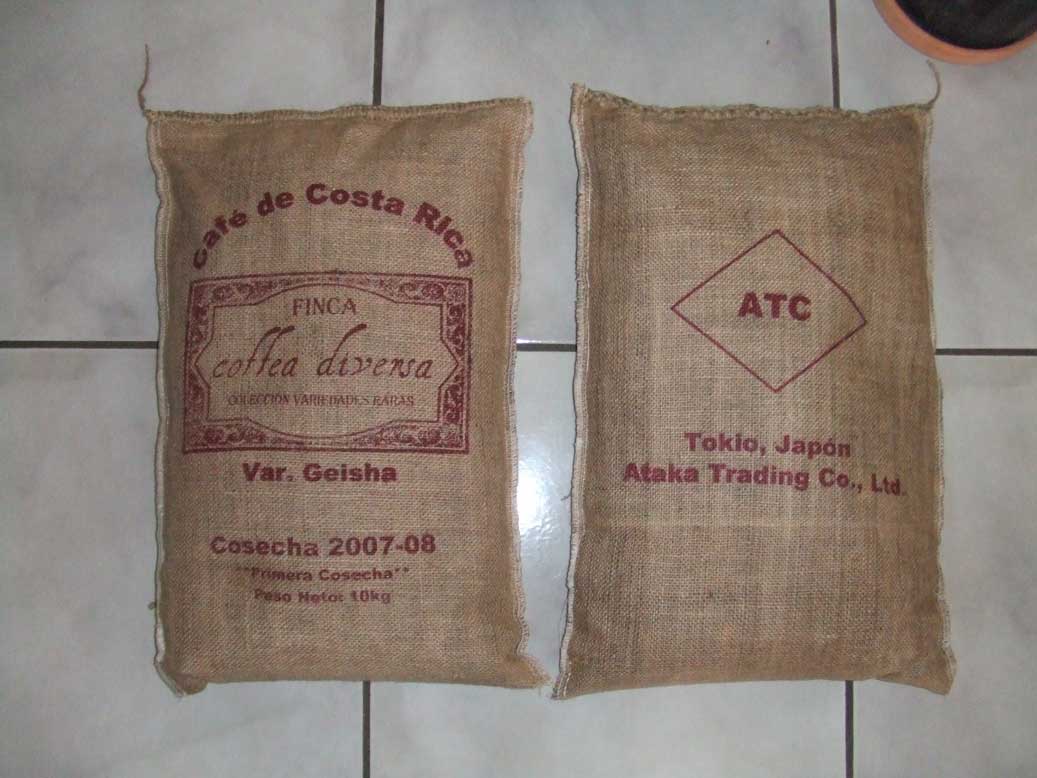 Café de Costa Rica
FINCA
coffea diversa
COLECCIÓN VARIEDADES RARAS
Var. Geisha
Cosecha 2007-08
**Primera Cosecha**
Peso Neto: 10kg
ATC
Tokio, Japón
Ataka Trading Co., Ltd.